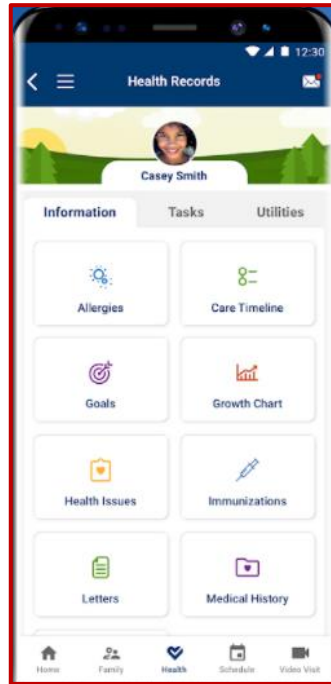 12:30
Health Records
Casey Smith
Information Tasks Utilities
Allergies Care Timeline
Goals Growth Chart
Health Issues Immunizations
Letters Medical History
Home Family Health Schedule Video Visit